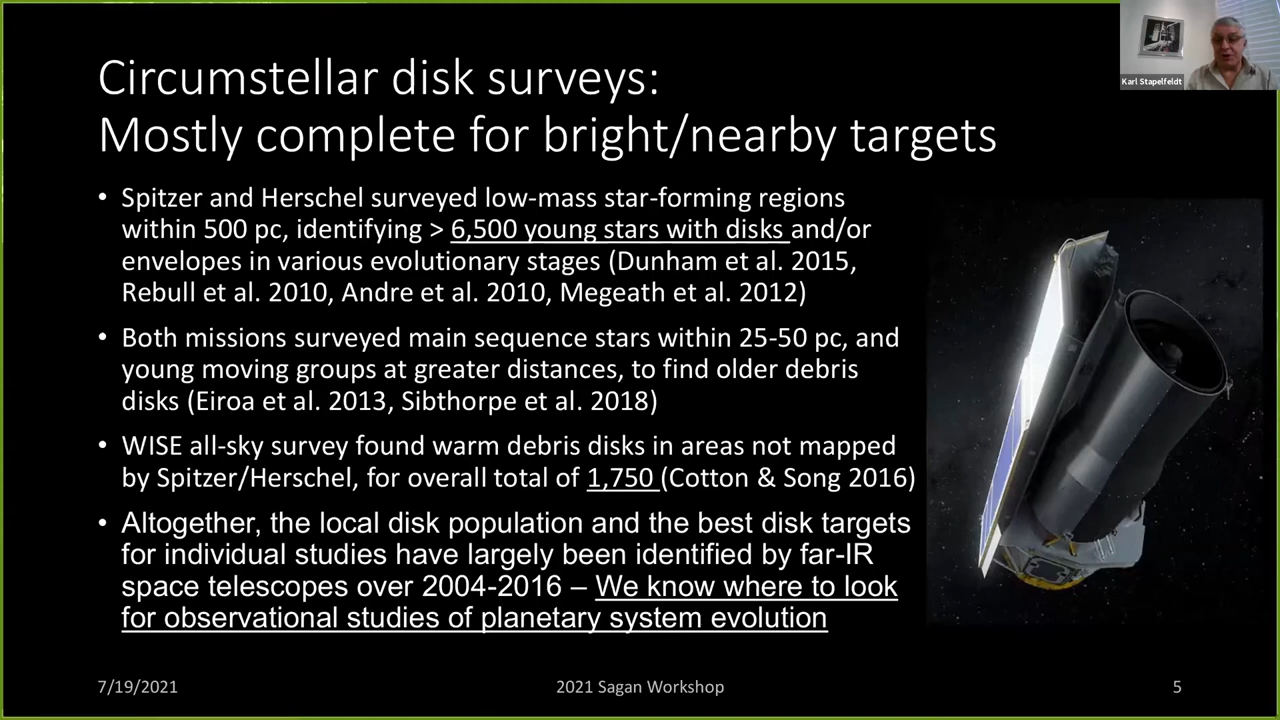 Karl Stapelfeldt
Circumstellar disk surveys:
Mostly complete for bright/nearby targets
• Spitzer and Herschel surveyed low-mass star-forming regions
within 500 pc, identifying > 6,500 young stars with disks and/or
envelopes in various evolutionary stages (Dunham et al. 2015,
Rebull et al. 2010, Andre et al. 2010, Megeath et al. 2012)
• Both missions surveyed main sequence stars within 25-50 pc, and
young moving groups at greater distances, to find older debris
disks (Eiroa et al. 2013, Sibthorpe et al. 2018)
• WISE all-sky survey found warm debris disks in areas not mapped
by Spitzer/Herschel, for overall total of 1,750 (Cotton & Song 2016)
• Altogether, the local disk population and the best disk targets
for individual studies have largely been identified by far-IR
space telescopes over 2004-2016 – We know where to look
for observational studies of planetary system evolution
7/19/2021
2021 Sagan Workshop
5